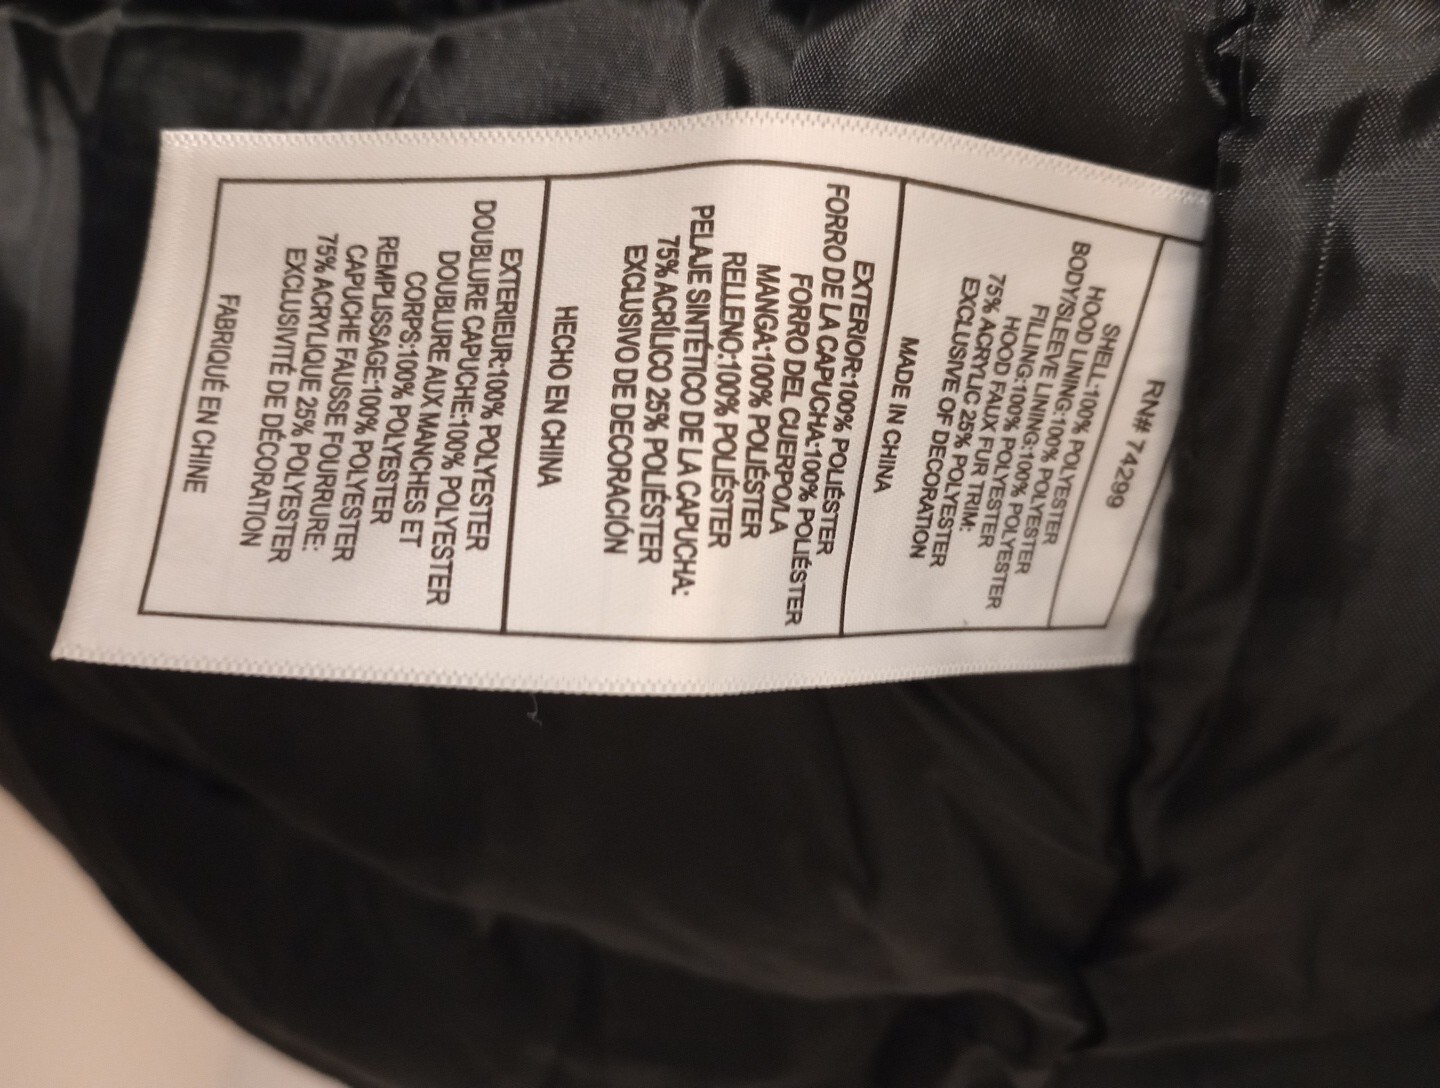 RN# 74299
SHELL:100% POLYESTER
HOOD LINING:100% POLYESTER
BODY/SLEEVE LINING:100% POLYESTER
FILLING:100% POLYESTER
HOOD FAUX FUR TRIM:
75% ACRYLIC 25% POLYESTER
EXCLUSIVE OF DECORATION
MADE IN CHINA
EXTERIOR:100% POLIÉSTER
FORRO DE LA CAPUCHA:100% POLIÉSTER
FORRO DEL CUERPO/LA
MANGA:100% POLIÉSTER
RELLENO:100% POLIÉSTER
PELAJE SINTÉTICO DE LA CAPUCHA:
75% ACRÍLICO 25% POLIÉSTER
EXCLUSIVO DE DECORACIÓN
HECHO EN CHINA
EXTERIEUR:100% POLYESTER
DOUBLURE CAPUCHE:100% POLYESTER
DOUBLURE AUX MANCHES ET
CORPS:100% POLYESTER
REMPLISSAGE:100% POLYESTER
CAPUCHE FAUSSE FOURRURE:
75% ACRYLIQUE 25% POLYESTER
EXCLUSIVITÉ DE DÉCORATION
FABRIQUÉ EN CHINE